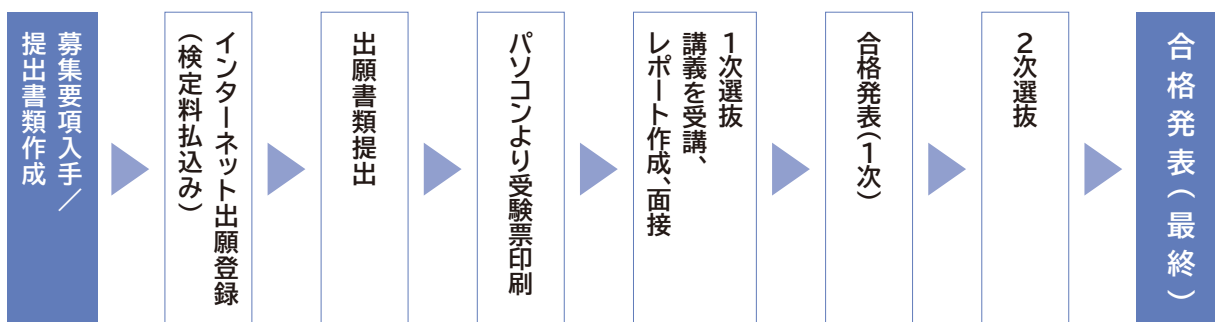 募集要項入手／
提出書類作成
インターネット出願登録
（検定料払込み）
出願書類提出
パソコンより受験票印刷
1次選抜
講義を受講、
レポート作成、面接
合格発表（1次）
2次選抜
合格発表（最終）